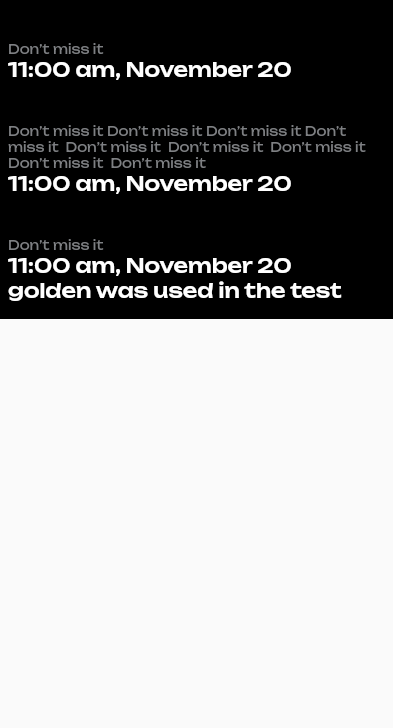 Don’t miss it
11:00 am, November 20
Don’t miss it Don’t miss it Don’t miss it Don’t
miss it  Don’t miss it  Don’t miss it  Don’t miss it
Don’t miss it  Don’t miss it
11:00 am, November 20
Don’t miss it
11:00 am, November 20
golden was used in the test